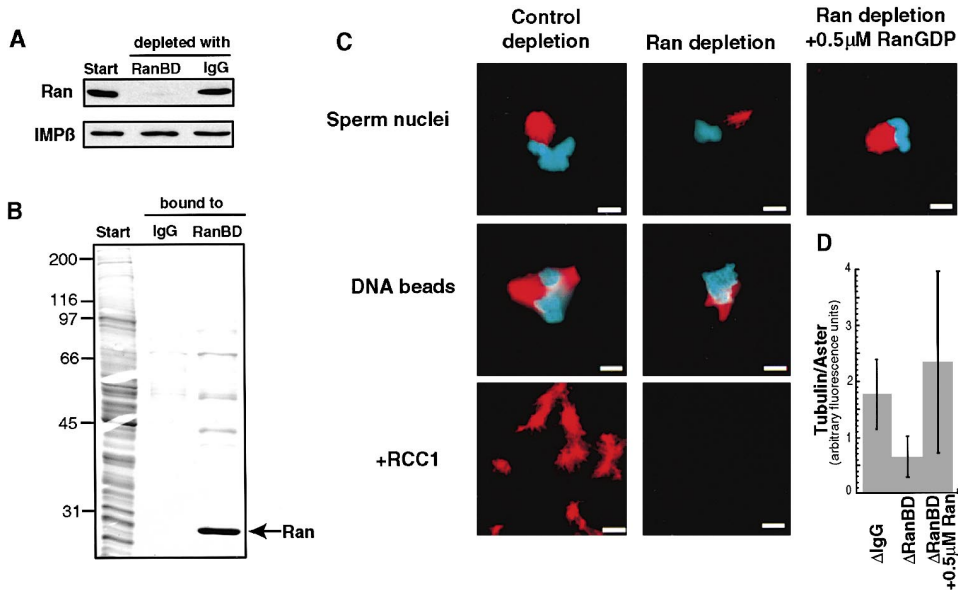 A
depleted with
Start RanBD IgG
Ran
IMPß
B
bound to
Start IgG RanBD
200
116
97
66
45
31
Ran
C
Control depletion
Ran depletion
Ran depletion +0.5µM RanGDP
Sperm nuclei
DNA beads
+RCC1
D
Tubulin/Aster
(arbitrary fluorescence units)
4
3
2
1
0
ΔIgG
ΔRanBD
ΔRanBD +0.5µM Ran